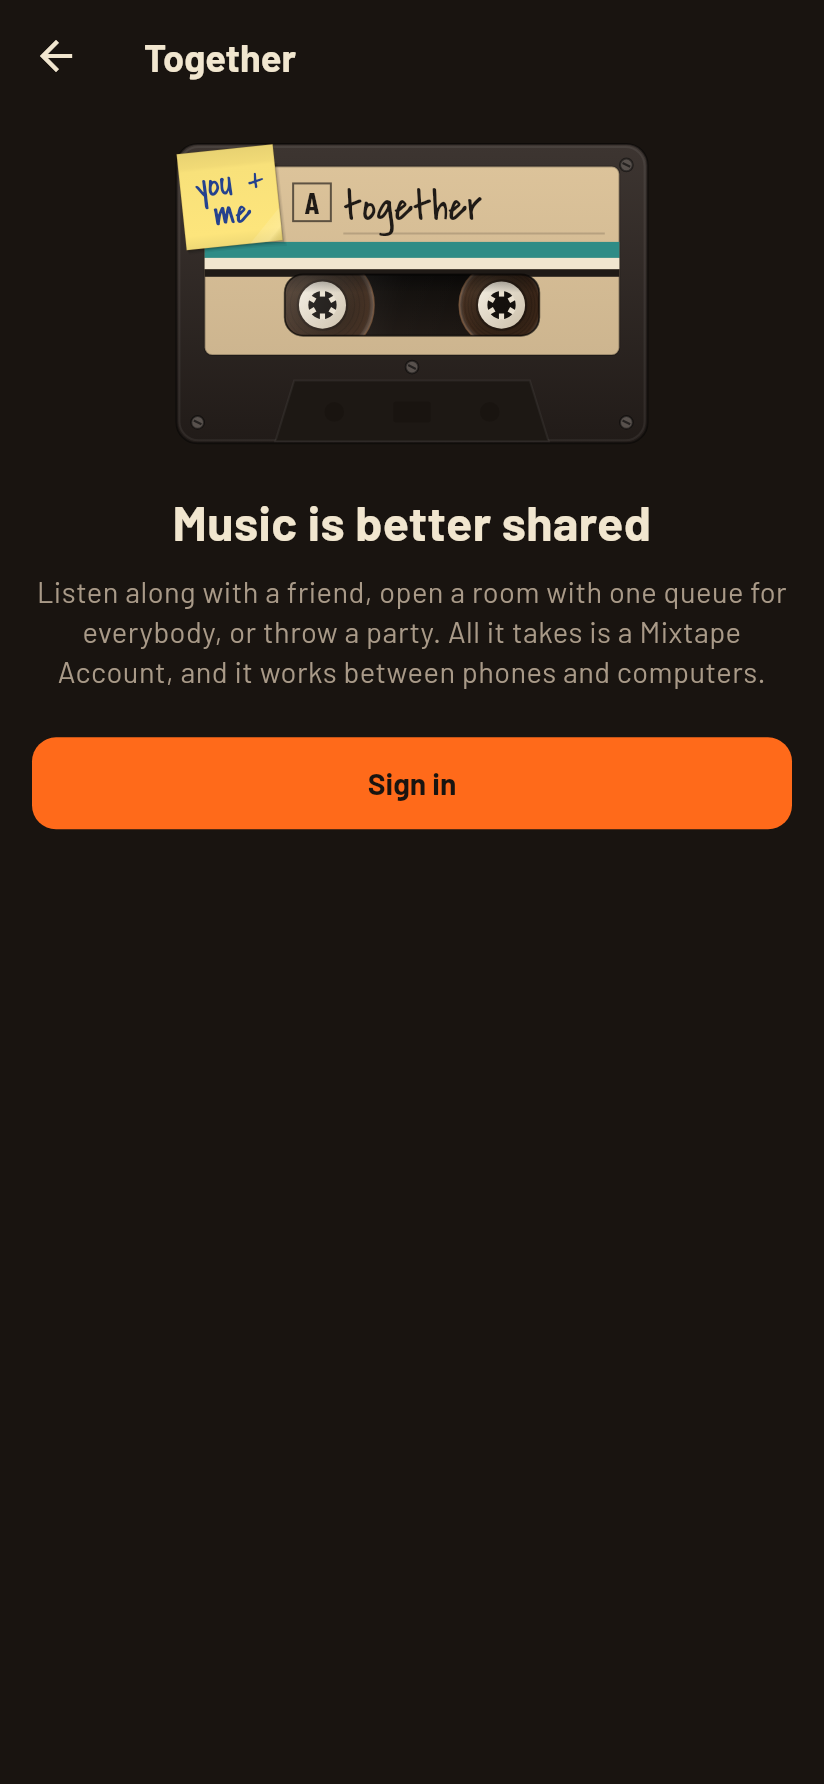 Together
you +
me
A together
Music is better shared
Listen along with a friend, open a room with one queue for
everybody, or throw a party. All it takes is a Mixtape
Account, and it works between phones and computers.
Sign in